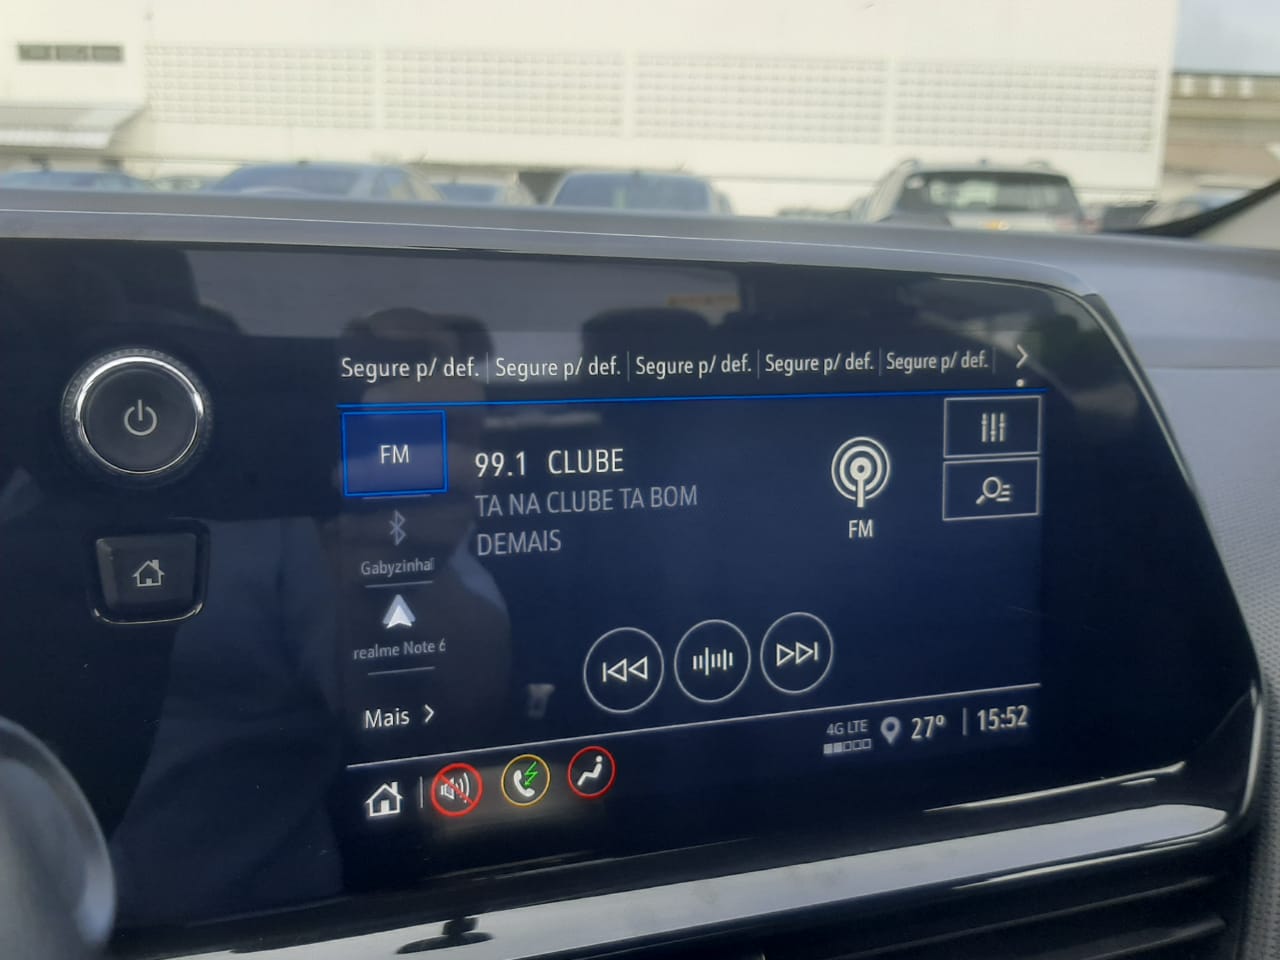 Segure p/ def. Segure p/ def. Segure p/ def. Segure p/ def. Segure p/ def.
FM
99.1 CLUBE
TA NA CLUBE TA BOM
DEMAIS
FM
Gabyzinha
realme Note 6
Mais
4G LTE
27°
15:52